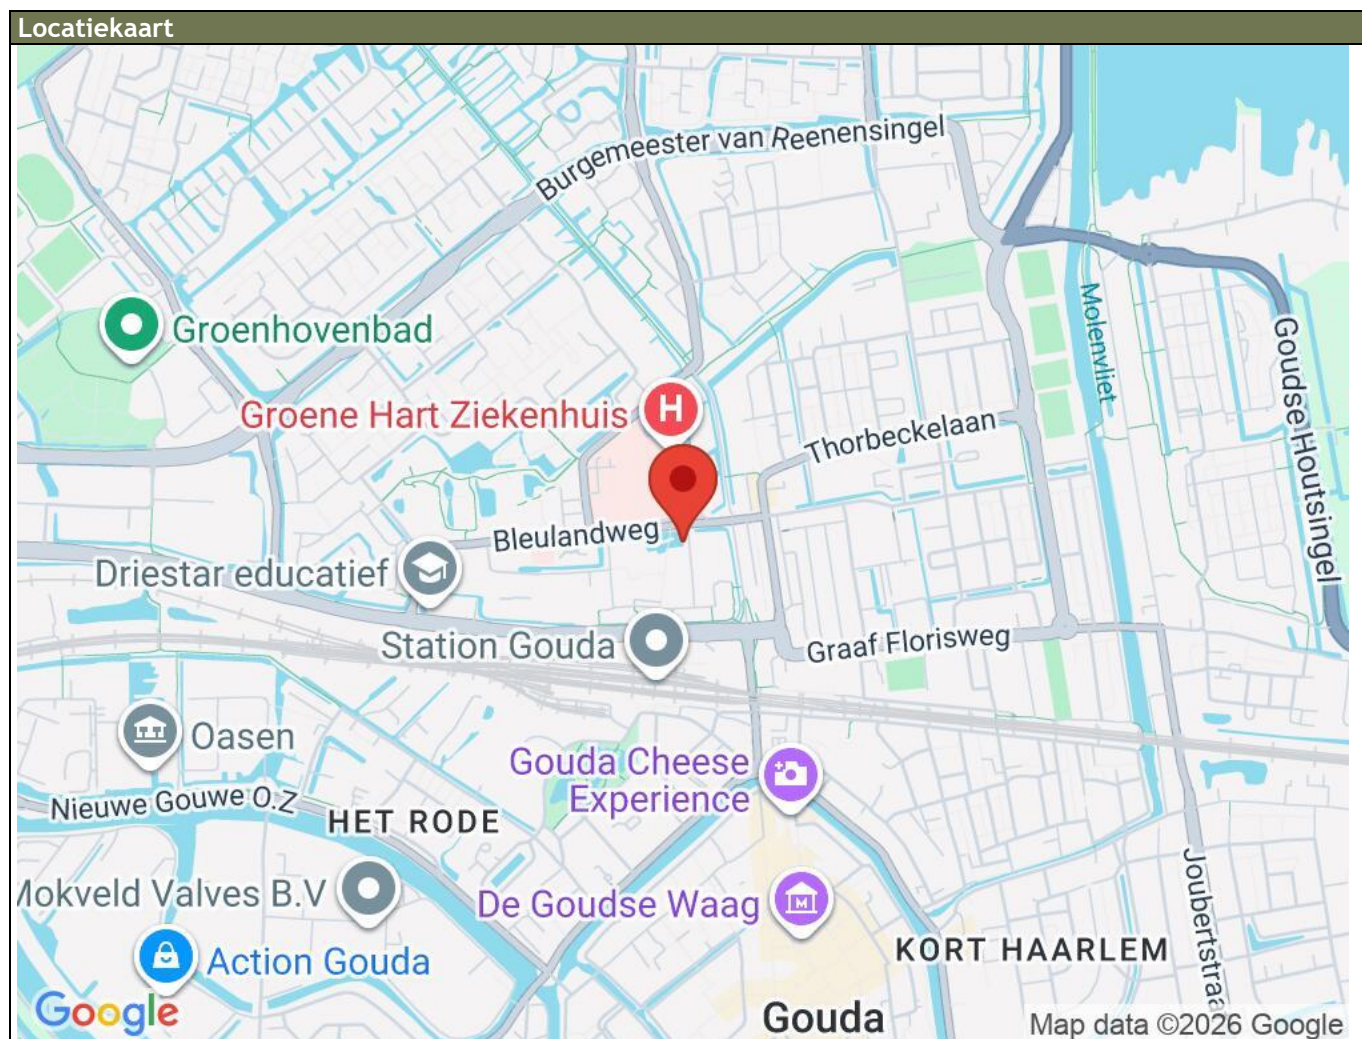 Locatiekaart
Burgemeester van Reenensingel
Molenvliet
Groenhovenbad
Goudse Houtsingel
Groene Hart Ziekenhuis
H
Thorbeckelaan
Bleulandweg
Driestar educatief
Station Gouda
Graaf Florisweg
Oasen
Gouda Cheese
Experience
Nieuwe Gouwe O.Z
HET RODE
Mokveld Valves B.V
De Goudse Waag
M
Joubertstraa
KORT HAARLEM
Action Gouda
Google
Gouda
Map data ©2026 Google